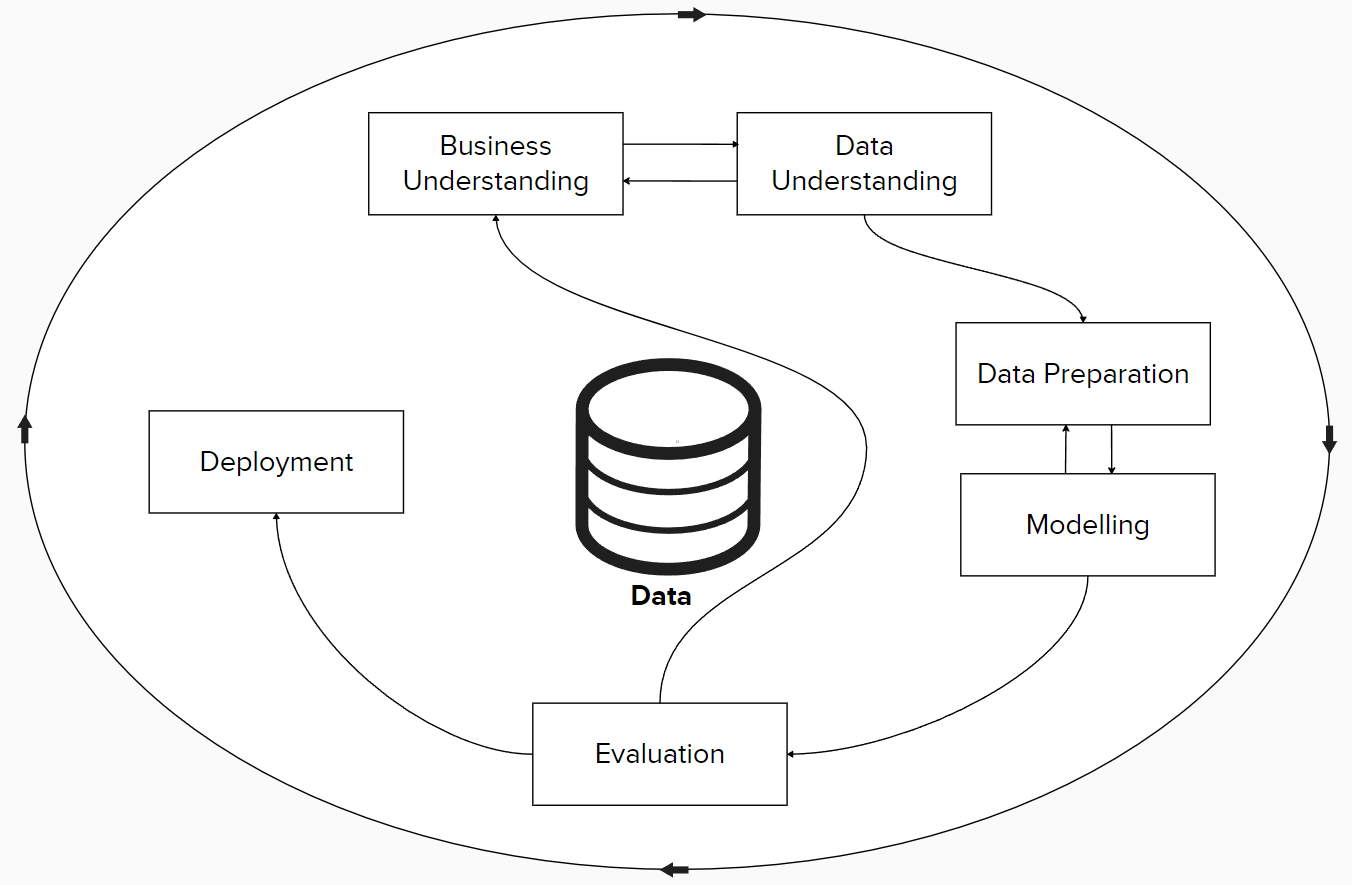 Business
Understanding
Data
Understanding
Data Preparation
Deployment
Modelling
Data
Evaluation